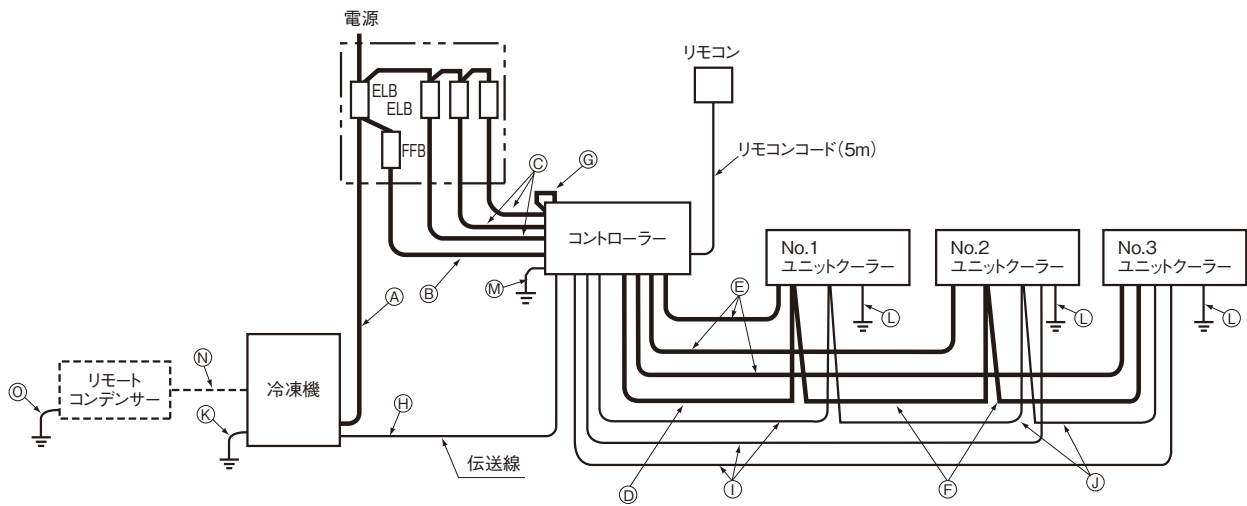 電源
ELB
ELB
FFB
リモコン
リモコンコード(5m)
Ⓒ
Ⓖ
コントローラー
No.1
ユニットクーラー
No.2
ユニットクーラー
No.3
ユニットクーラー
Ⓜ
Ⓑ
Ⓐ
Ⓔ
Ⓛ
Ⓛ
Ⓛ
リモート
コンデンサー
Ⓝ
冷凍機
Ⓞ
Ⓚ
Ⓗ
伝送線
Ⓓ
Ⓘ
Ⓕ
Ⓙ